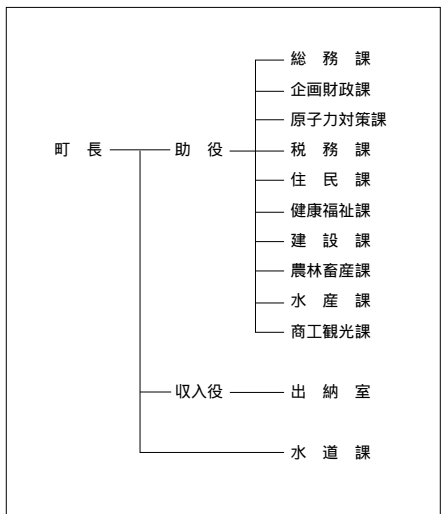 総務課
企画財政課
原子力対策課
町長 助役 税務課
住民課
健康福祉課
建設課
農林畜産課
水産課
商工観光課
収入役 出納室
水道課